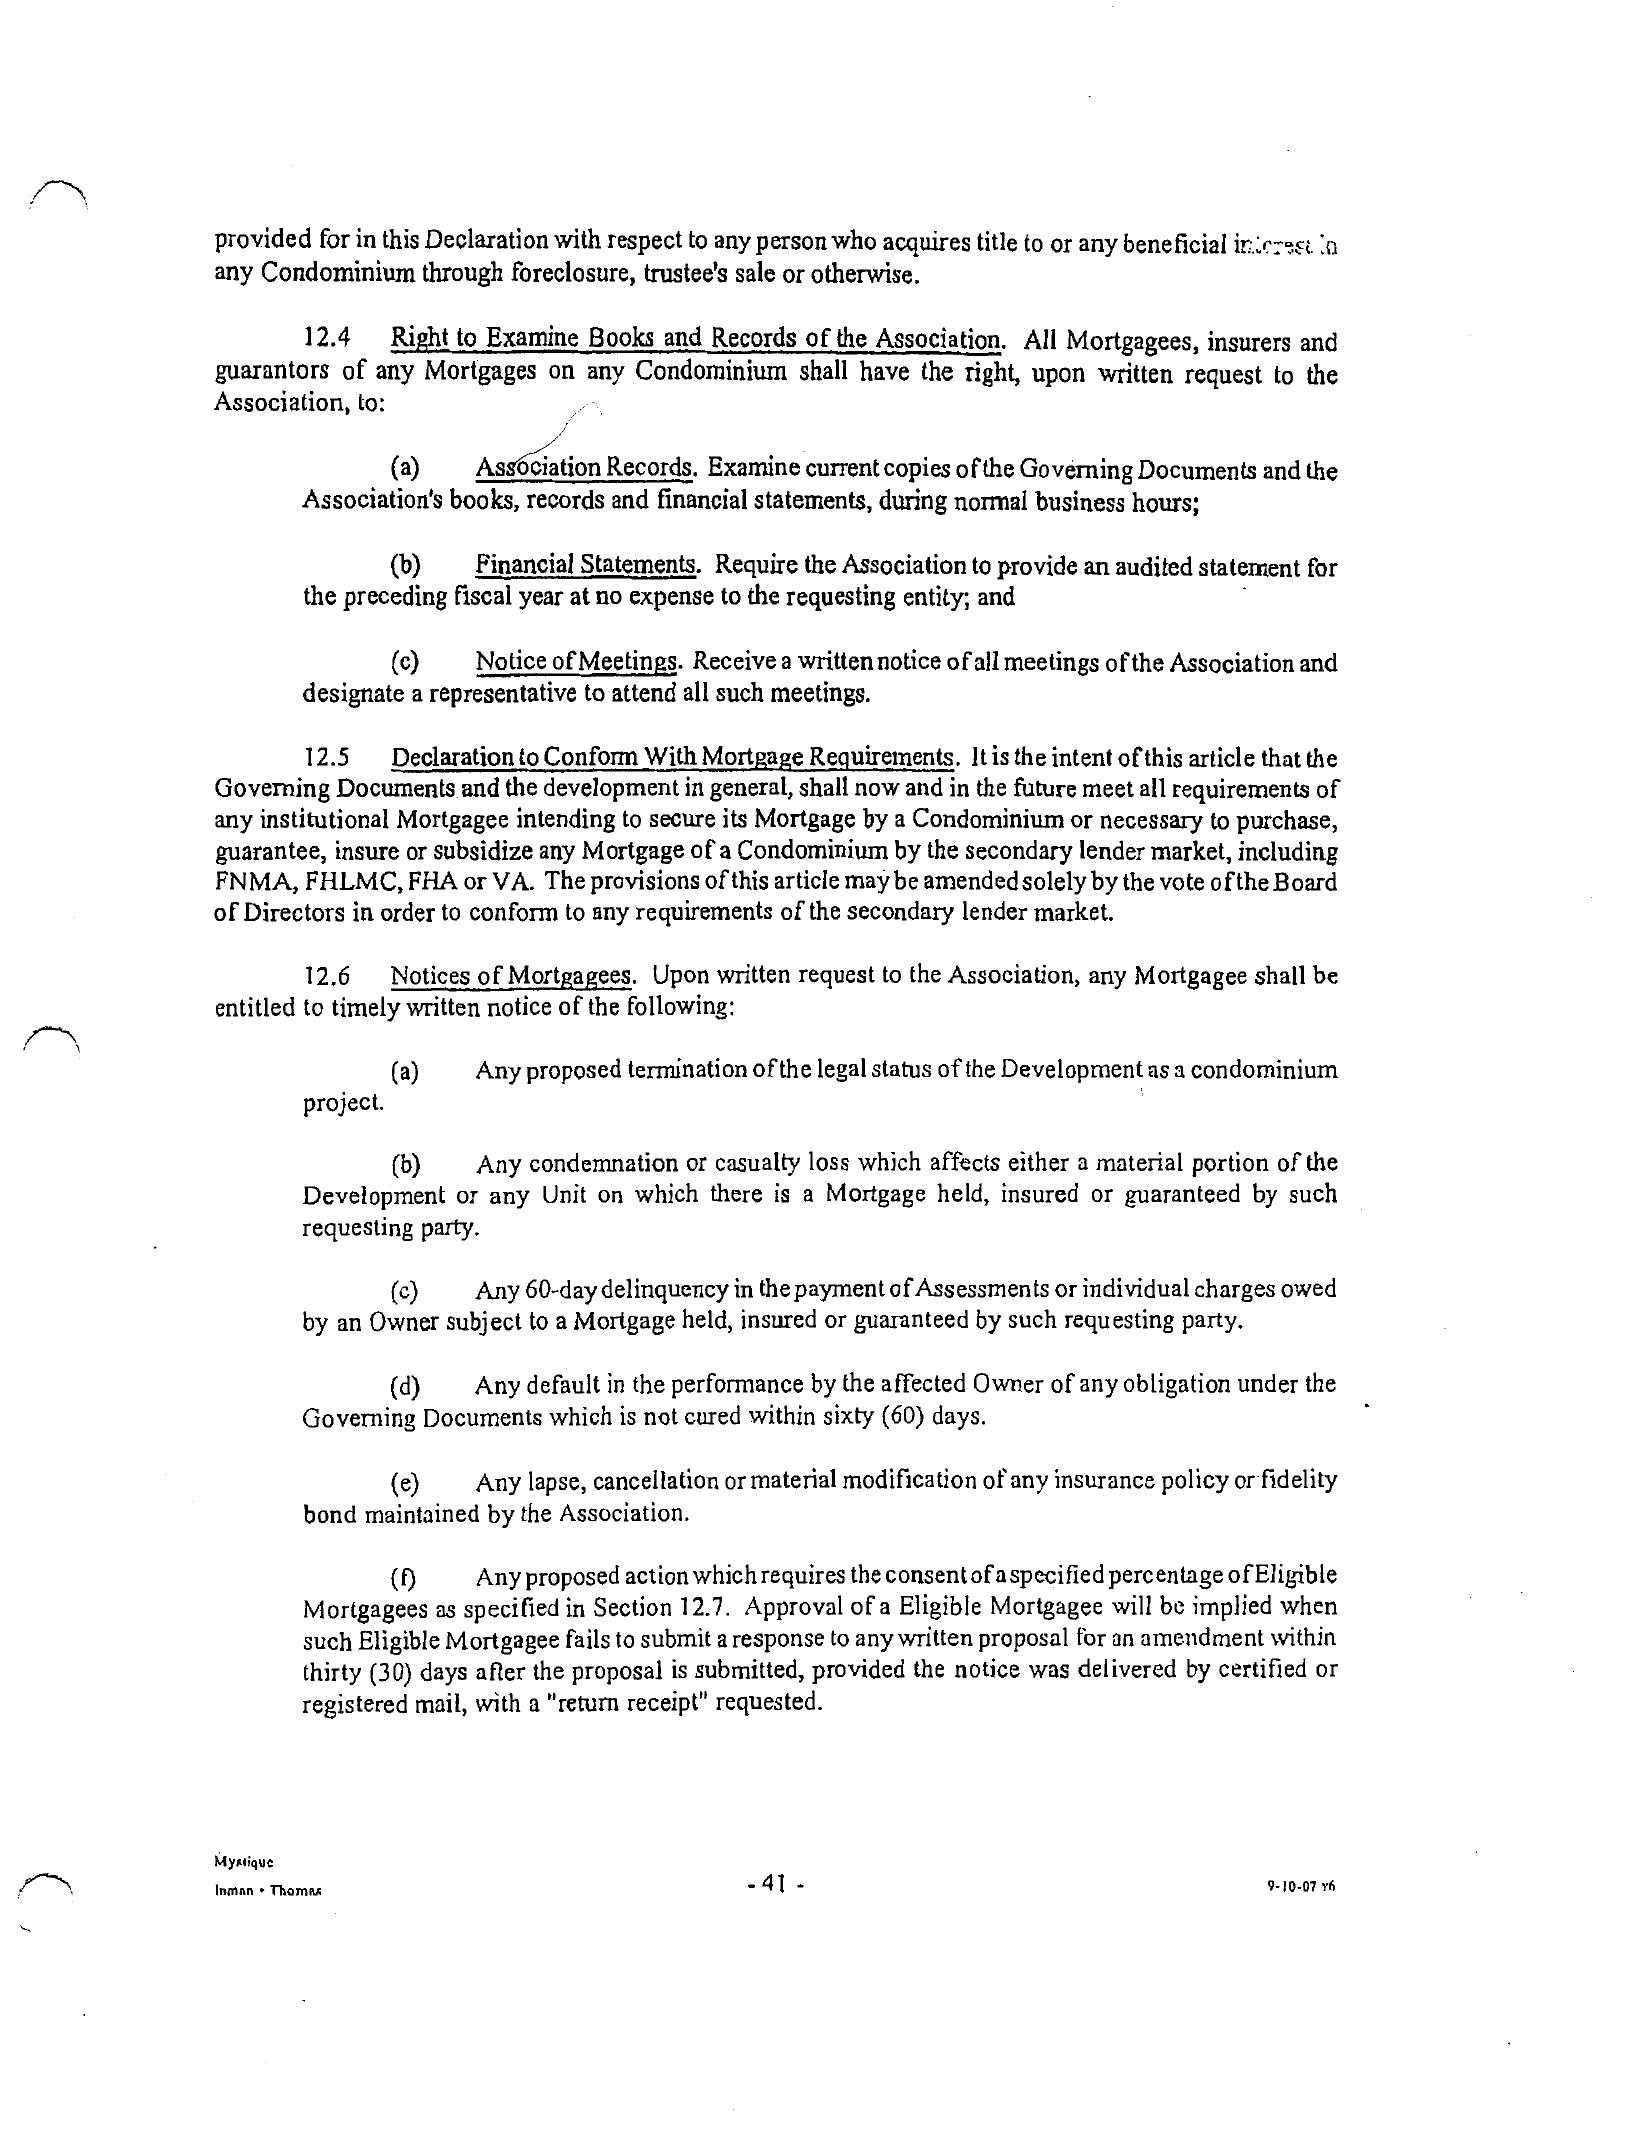 provided for in this Declaration with respect to any person who acquires title to or any beneficial interest in
any Condominium through foreclosure, trustee's sale or otherwise.
12.4 Right to Examine Books and Records of the Association. All Mortgagees, insurers and
guarantors of any Mortgages on any Condominium shall have the right, upon written request to the
Association, to:
(a) Association Records. Examine current copies of the Governing Documents and the
Association's books, records and financial statements, during normal business hours;
(b) Financial Statements. Require the Association to provide an audited statement for
the preceding fiscal year at no expense to the requesting entity; and
(c) Notice of Meetings. Receive a written notice of all meetings of the Association and
designate a representative to attend all such meetings.
12.5 Declaration to Conform With Mortgage Requirements. It is the intent of this article that the
Governing Documents and the development in general, shall now and in the future meet all requirements of
any institutional Mortgagee intending to secure its Mortgage by a Condominium or necessary to purchase,
guarantee, insure or subsidize any Mortgage of a Condominium by the secondary lender market, including
FNMA, FHLMC, FHA or VA. The provisions of this article may be amended solely by the vote of the Board
of Directors in order to conform to any requirements of the secondary lender market.
12.6 Notices of Mortgagees. Upon written request to the Association, any Mortgagee shall be
entitled to timely written notice of the following:
(a) Any proposed termination of the legal status of the Development as a condominium
project.
(b) Any condemnation or casualty loss which affects either a material portion of the
Development or any Unit on which there is a Mortgage held, insured or guaranteed by such
requesting party.
(c) Any 60-day delinquency in the payment of Assessments or individual charges owed
by an Owner subject to a Mortgage held, insured or guaranteed by such requesting party.
(d) Any default in the performance by the affected Owner of any obligation under the
Governing Documents which is not cured within sixty (60) days.
(e) Any lapse, cancellation or material modification of any insurance policy or fidelity
bond maintained by the Association.
(f) Any proposed action which requires the consent of a specified percentage of Eligible
Mortgagees as specified in Section 12.7. Approval of a Eligible Mortgagee will be implied when
such Eligible Mortgagee fails to submit a response to any written proposal for an amendment within
thirty (30) days after the proposal is submitted, provided the notice was delivered by certified or
registered mail, with a "return receipt" requested.
Mystique
Inman • Thomas
- 41 -
9-10-07 v6